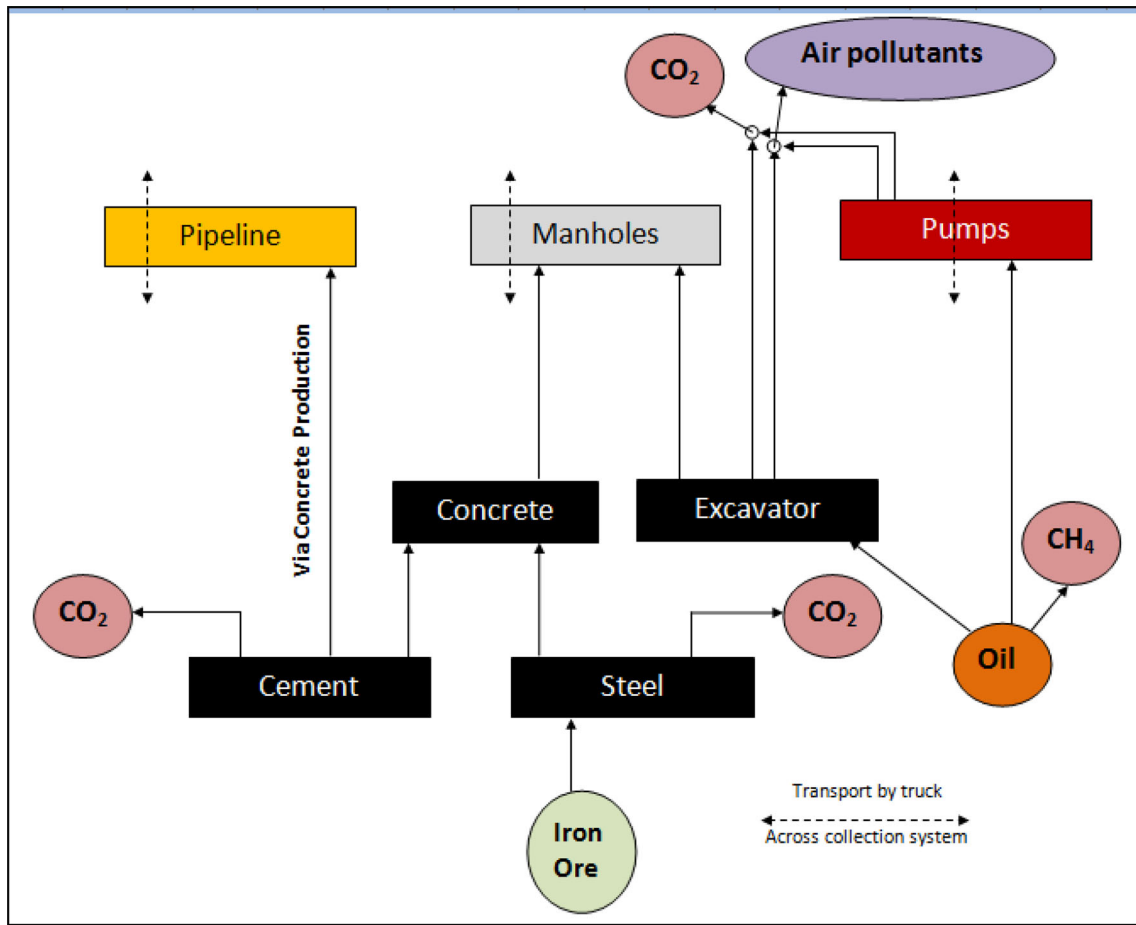 Air pollutants
CO₂
Pipeline
Manholes
Pumps
Via Concrete Production
Concrete
Excavator
CH₄
CO₂
CO₂
Oil
Cement
Steel
Transport by truck
Across collection system
Iron
Ore